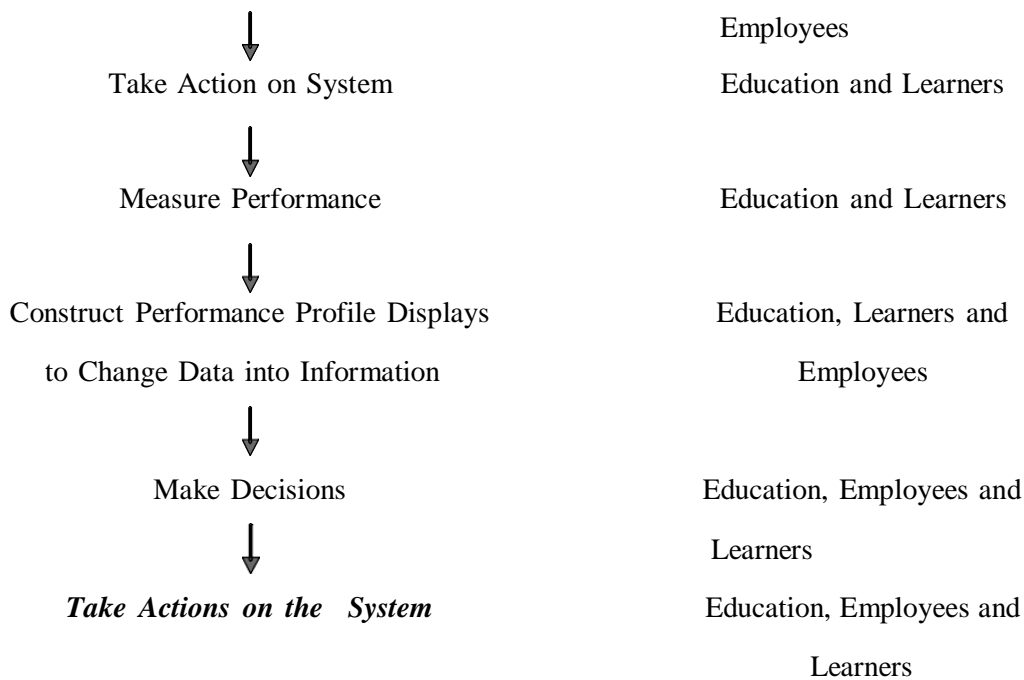 Employees
Take Action on System Education and Learners
Measure Performance Education and Learners
Construct Performance Profile Displays Education, Learners and
to Change Data into Information Employees
Make Decisions Education, Employees and
Learners
Take Actions on the System Education, Employees and
Learners